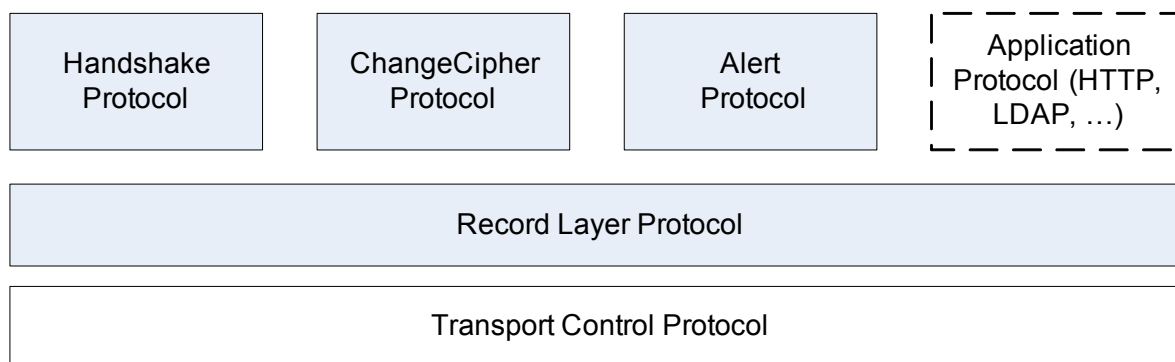 Handshake
Protocol
ChangeCipher
Protocol
Alert
Protocol
Application
Protocol (HTTP,
LDAP, …)
Record Layer Protocol
Transport Control Protocol